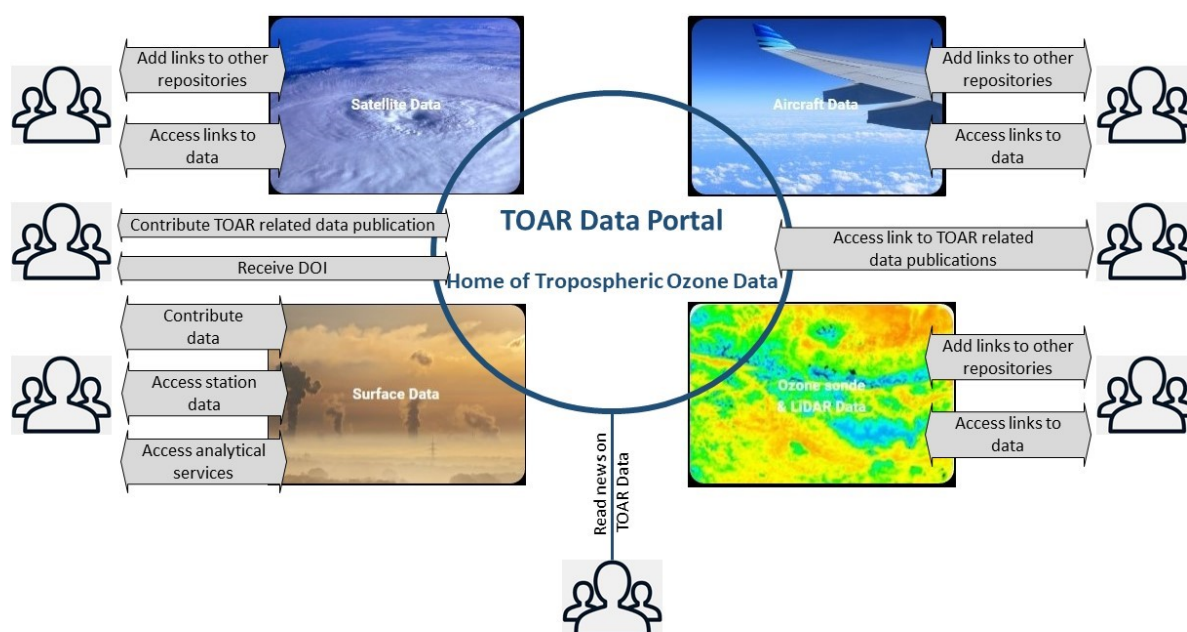 Add links to other
repositories
Satellite Data
Access links to
data
Aircraft Data
Add links to other
repositories
Access links to
data
Contribute TOAR related data publication
Receive DOI
TOAR Data Portal
Home of Tropospheric Ozone Data
Access link to TOAR related
data publications
Contribute
data
Access station
data
Access analytical
services
Surface Data
Ozone sonde
& LIDAR Data
Add links to other
repositories
Access links to
data
Read news on
TOAR Data